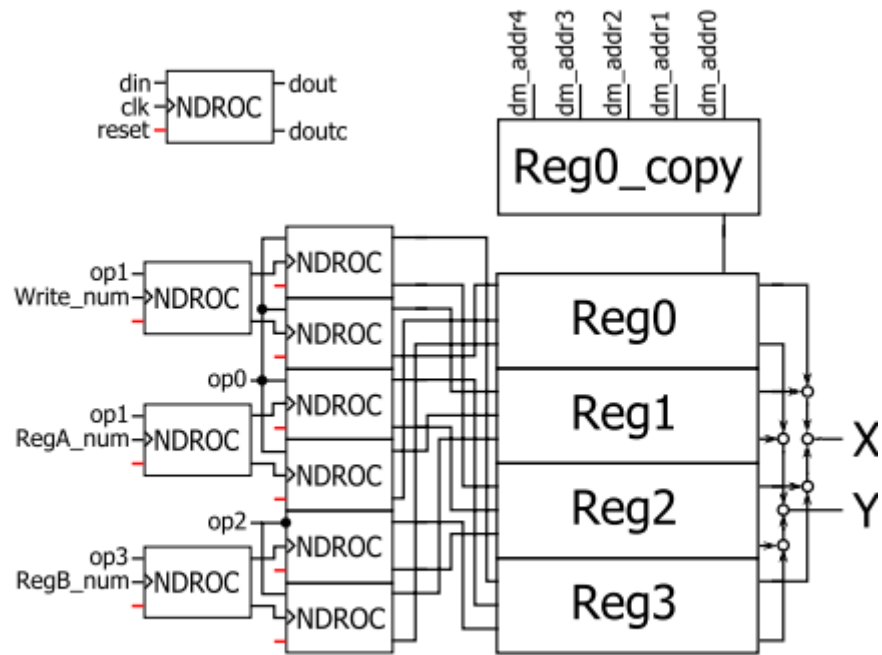 dm_addr4
dm_addr3
dm_addr2
dm_addr1
dm_addr0
din
clk
reset
NDROC
dout
doutc
Reg0_copy
op1
Write_num
NDROC
NDROC
NDROC
op0
NDROC
NDROC
op1
RegA_num
NDROC
op2
NDROC
NDROC
op3
RegB_num
NDROC
Reg0
Reg1
Reg2
Reg3
X
Y